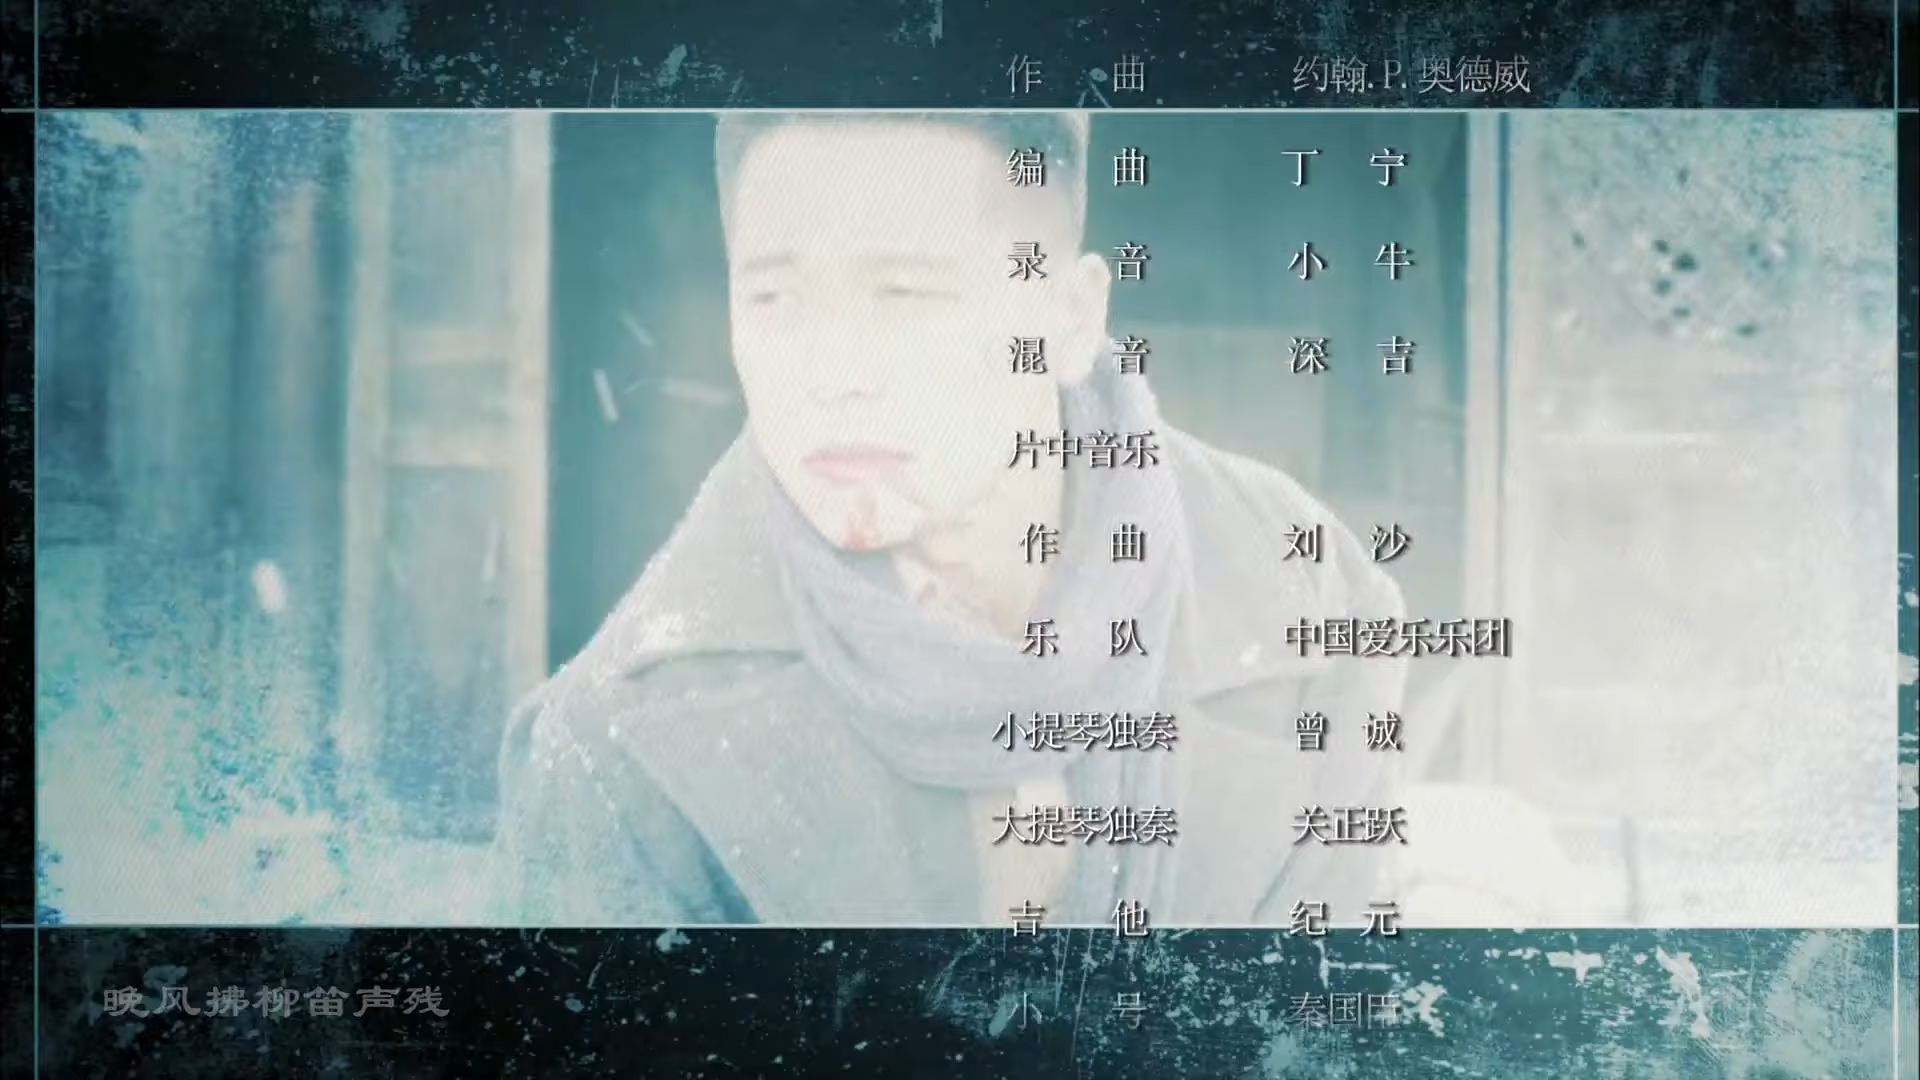 作 曲 约翰.P.奥德威
编 曲 丁 宁
录 音 小 牛
混 音 深 吉
片中音乐
作 曲 刘 沙
乐 队 中国爱乐乐团
小提琴独奏 曾 诚
大提琴独奏 关正跃
吉 他 纪 元
小 号 秦国臣
晚风拂柳笛声残